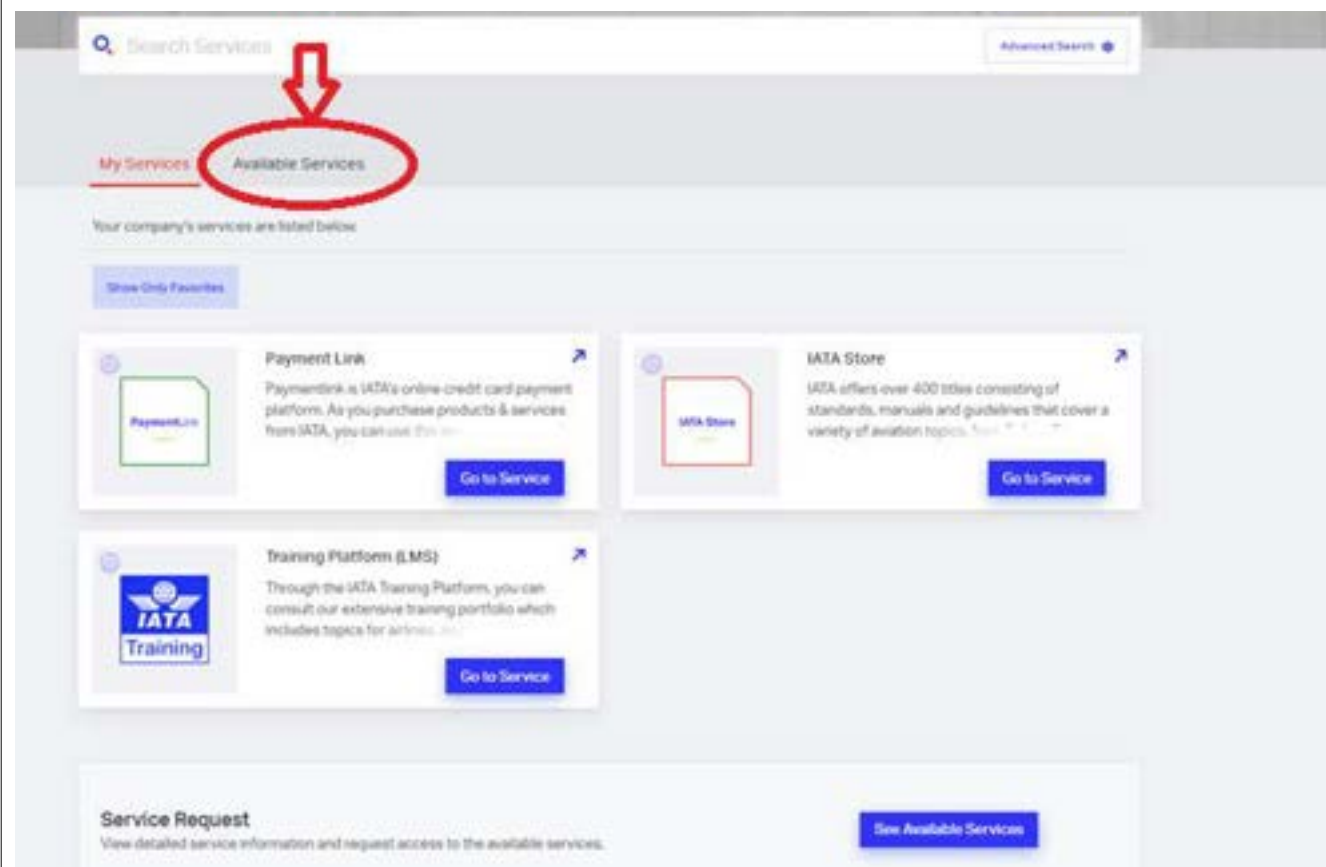 Search Services
Advanced Search
My Services
Available Services
Your company's services are listed below
Show Only Favorites
Payment Link
Paymentlink is IATA's online credit card payment
platform. As you purchase products & services
from IATA, you can use this
PaymentLink
Go to Service
IATA Store
IATA offers over 400 titles consisting of
standards, manuals and guidelines that cover a
variety of aviation topics,
IATA Store
Go to Service
Training Platform (LMS)
Through the IATA Training Platform, you can
consult our extensive training portfolio which
includes topics for airlines,
IATA
Training
Go to Service
Service Request
View detailed service information and request access to the available services.
See Available Services